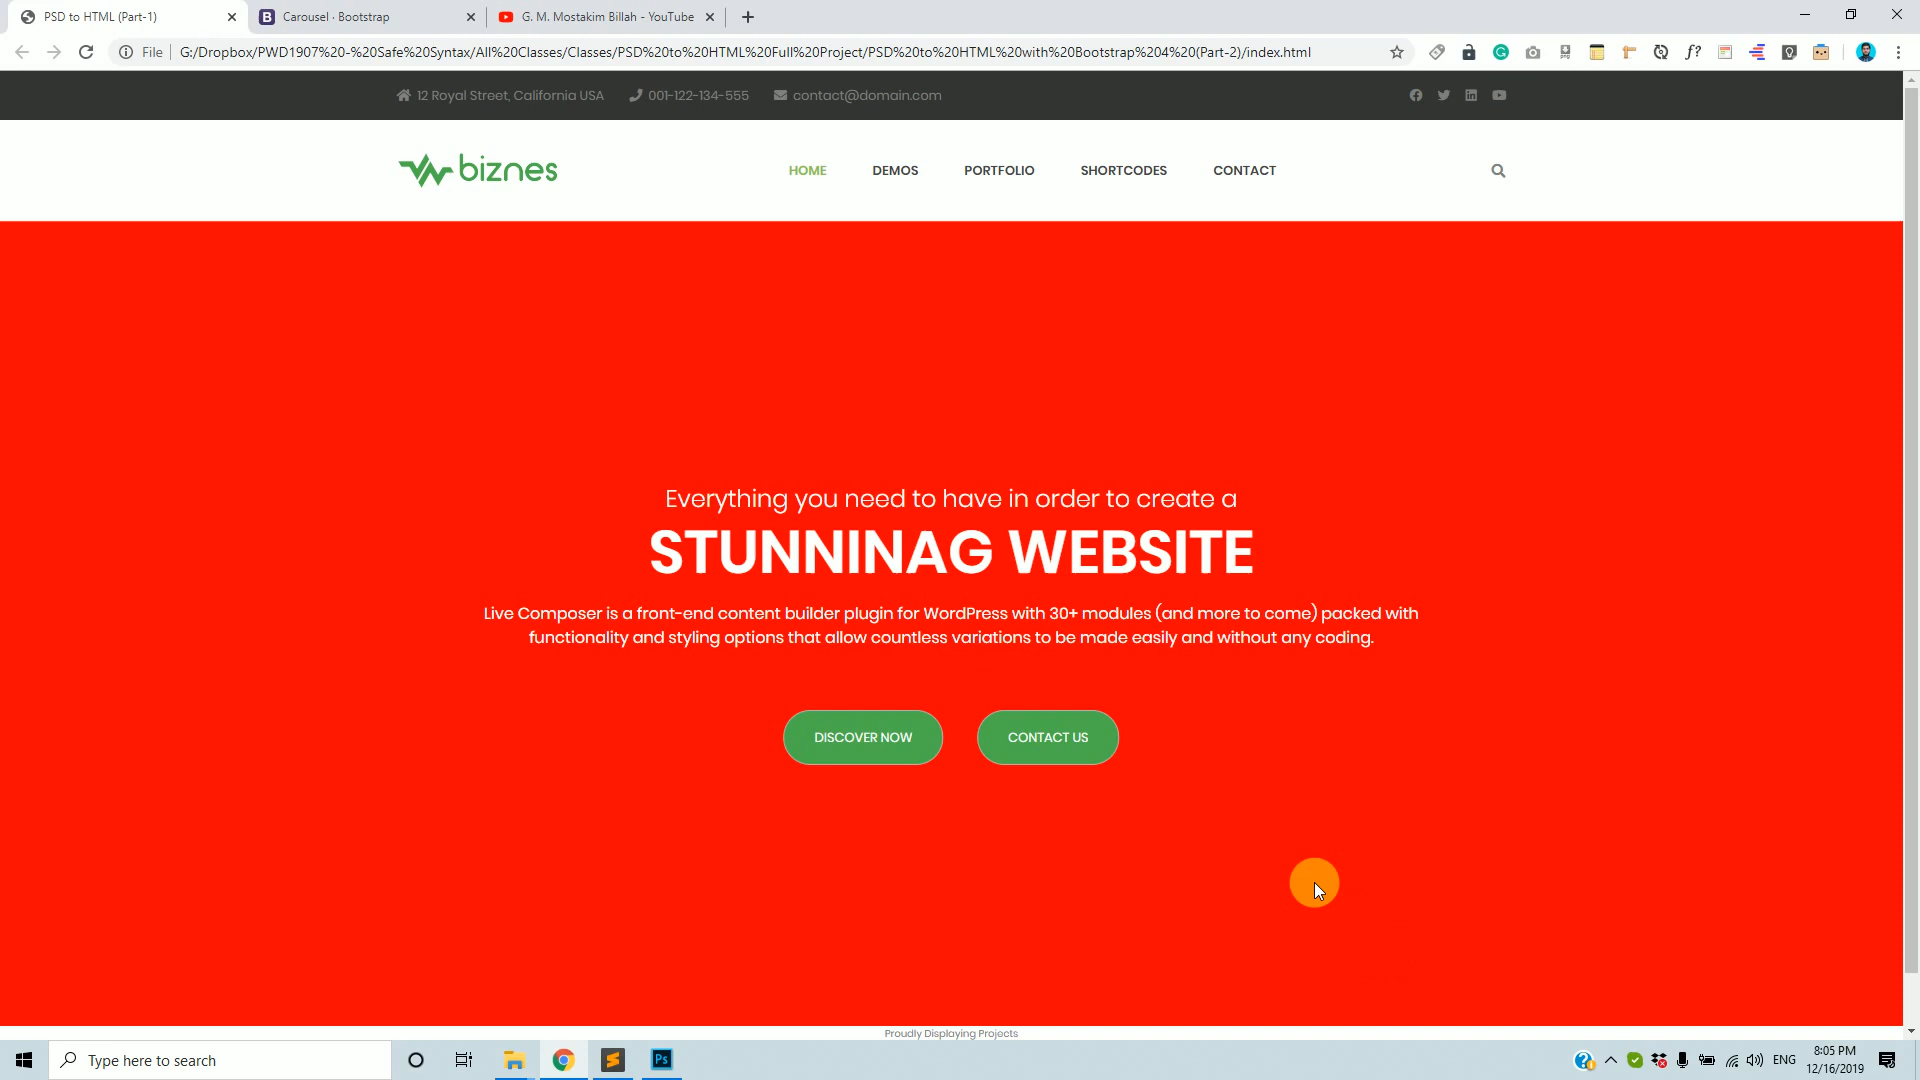 PSD to HTML (Part-1)
Carousel · Bootstrap
G. M. Mostakim Billah - YouTube
File
G:/Dropbox/PWD1907%20-%20Safe%20Syntax/All%20Classes/Classes/PSD%20to%20HTML%20Full%20Project/PSD%20to%20HTML%20with%20Bootstrap%204%20(Part-2)/index.html
12 Royal Street, California USA
001-122-134-555
contact@domain.com
biznes
HOME
DEMOS
PORTFOLIO
SHORTCODES
CONTACT
Everything you need to have in order to create a
STUNNINAG WEBSITE
Live Composer is a front-end content builder plugin for WordPress with 30+ modules (and more to come) packed with
functionality and styling options that allow countless variations to be made easily and without any coding.
DISCOVER NOW
CONTACT US
Proudly Displaying Projects
Type here to search
Ps
ENG
8:05 PM
12/16/2019